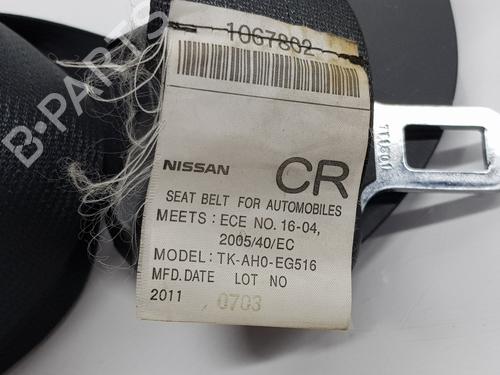 1067802
NISSAN
CR
SEAT BELT FOR AUTOMOBILES
MEETS : ECE NO. 16-04,
2005/40/EC
MODEL: TK-AH0-EG516
MFD.DATE LOT NO
2011 0703
B-PARTS